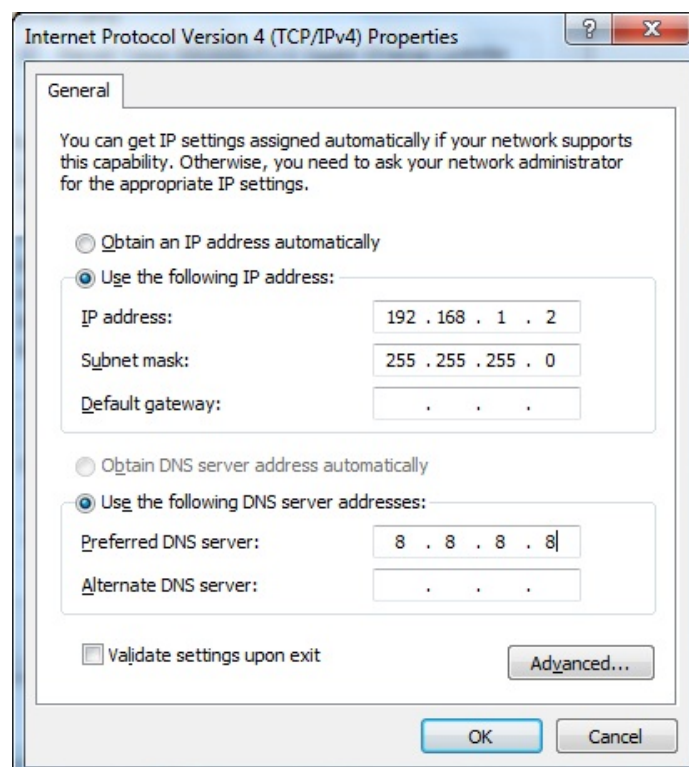 Internet Protocol Version 4 (TCP/IPv4) Properties
General
You can get IP settings assigned automatically if your network supports
this capability. Otherwise, you need to ask your network administrator
for the appropriate IP settings.
Obtain an IP address automatically
Use the following IP address:
IP address: 192 . 168 . 1 . 2
Subnet mask: 255 . 255 . 255 . 0
Default gateway: . . .
Obtain DNS server address automatically
Use the following DNS server addresses:
Preferred DNS server: 8 . 8 . 8 . 8
Alternate DNS server: . . .
Validate settings upon exit
Advanced...
OK Cancel